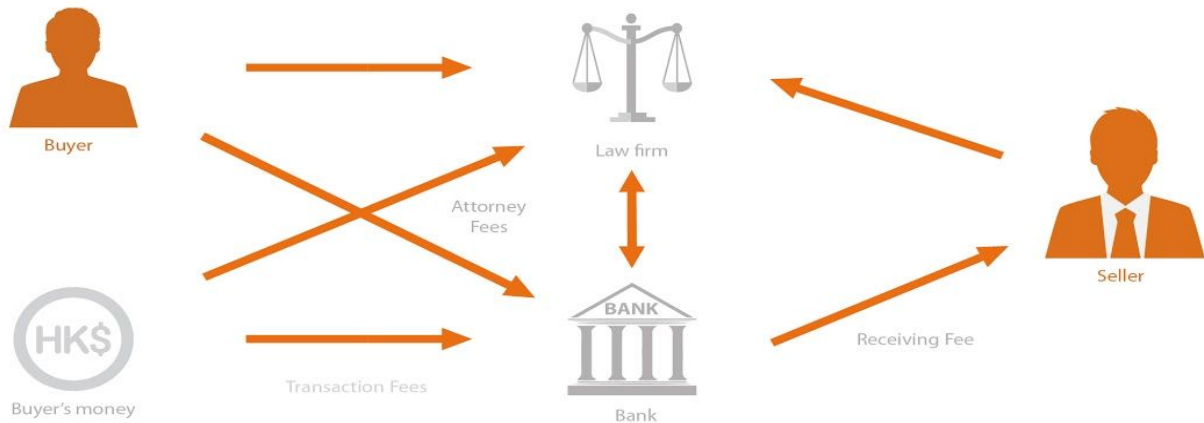 Buyer
Law firm
Attorney
Fees
Seller
HK$
BANK
Receiving Fee
Transaction Fees
Buyer's money
Bank